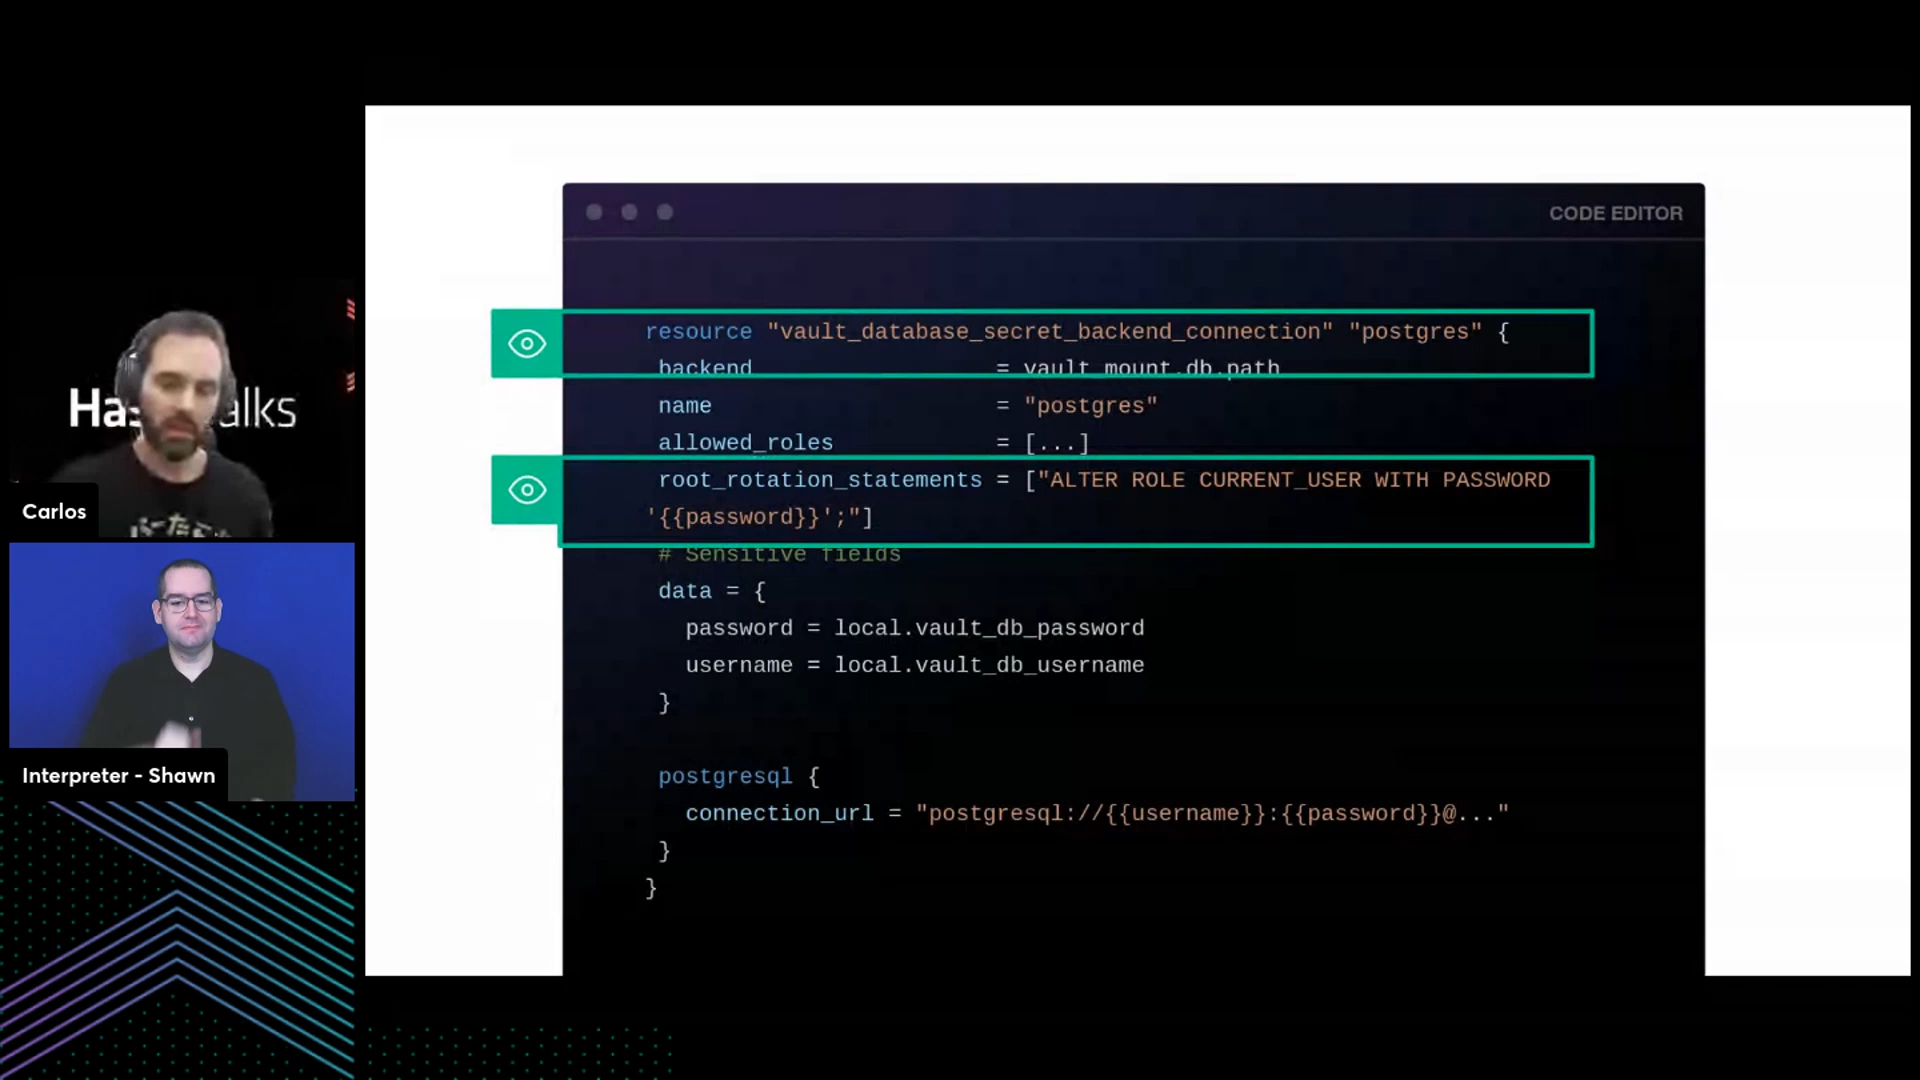 CODE EDITOR
resource "vault_database_secret_backend_connection" "postgres" {
backend = vault_mount.db.path
name = "postgres"
allowed_roles = [...]
root_rotation_statements = ["ALTER ROLE CURRENT_USER WITH PASSWORD
'{{password}}';"]
# Sensitive fields
data = {
password = local.vault_db_password
username = local.vault_db_username
}
postgresql {
connection_url = "postgresql://{{username}}:{{password}}@..."
}
}
Carlos
Interpreter - Shawn